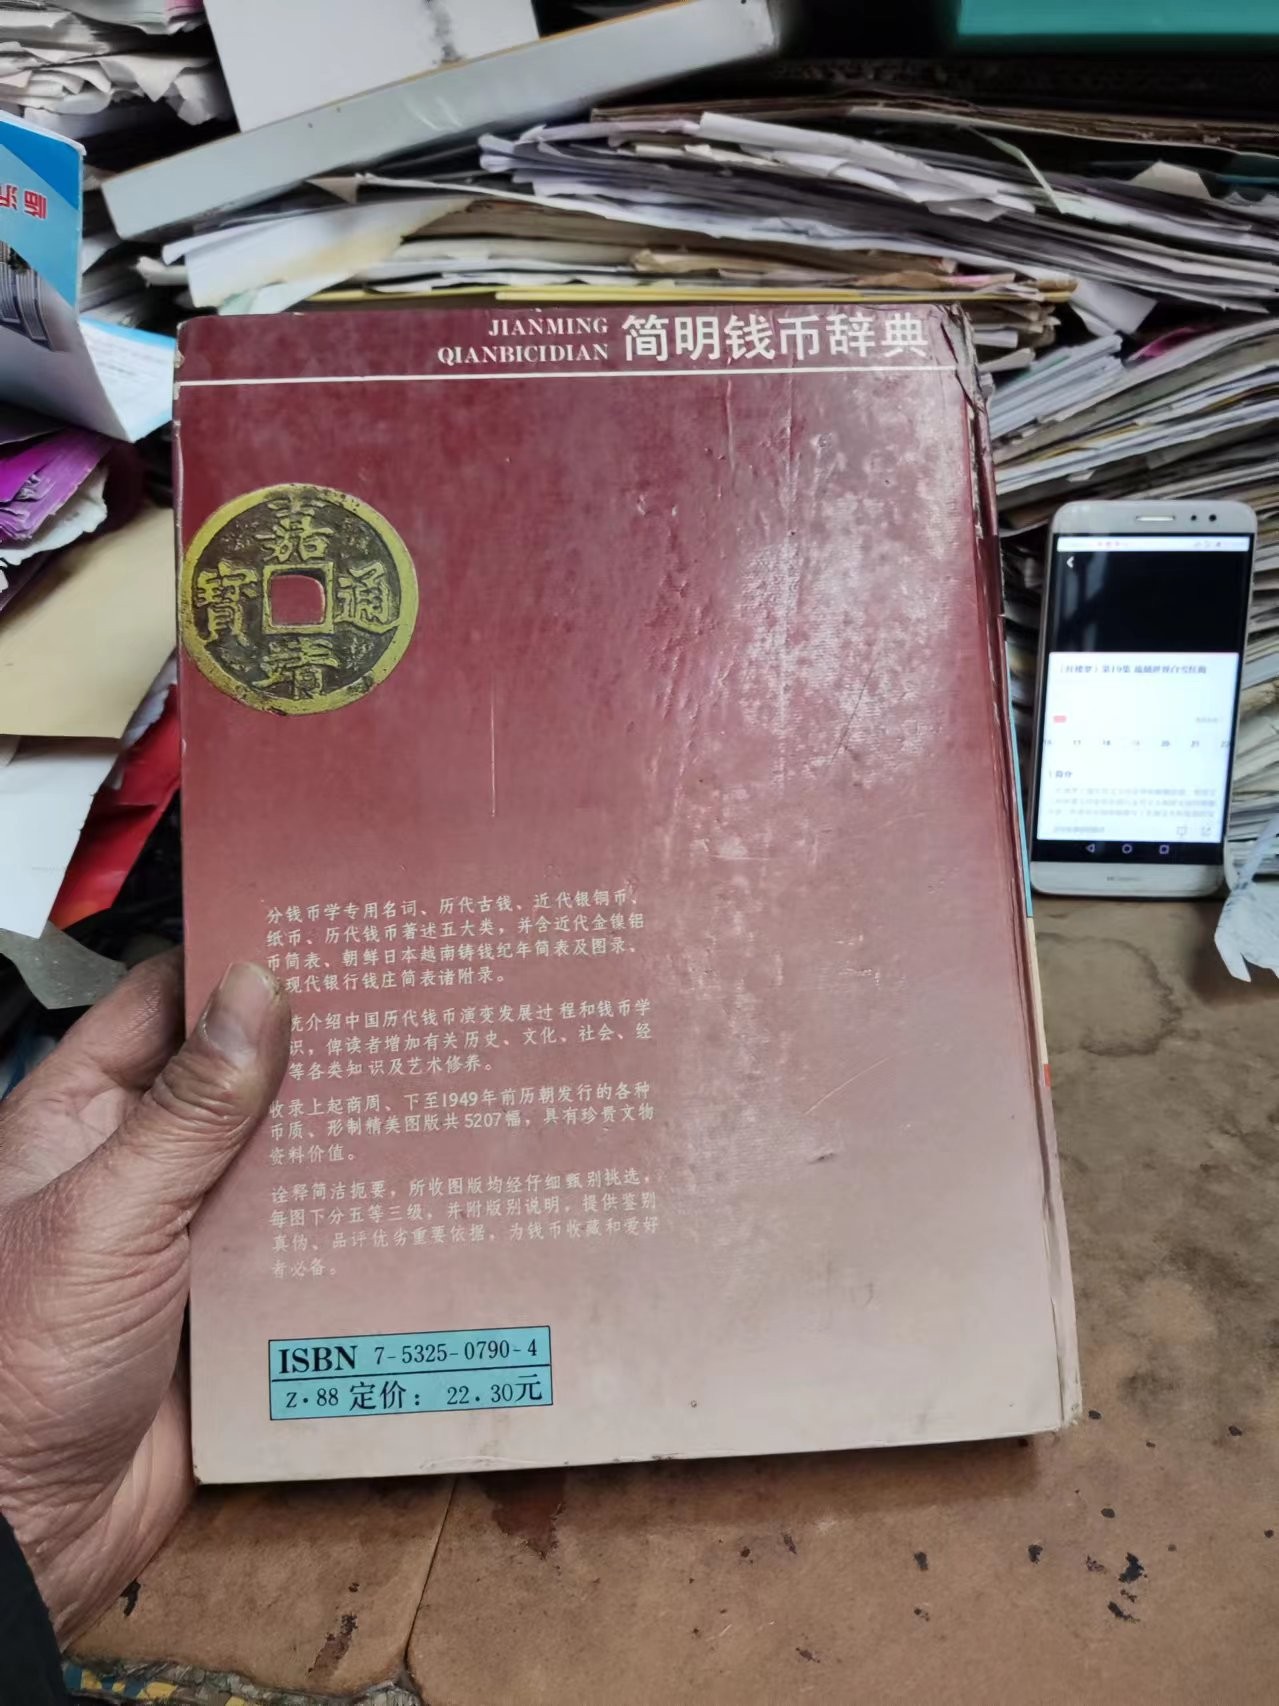 JIANMING
QIANBICIDIAN
简明钱币辞典
嘉
寳 通
靖
分钱币学专用名词、历代古钱、近代银铜币、
纸币、历代钱币著述五大类，并含近代金镍铝
币简表、朝鲜日本越南铸钱纪年简表及图录、
现代银行钱庄简表诸附录。
介绍中国历代钱币演变发展过程和钱币学
识，俾读者增加有关历史、文化、社会、经
等各类知识及艺术修养。
收录上起商周、下至1949年前历朝发行的各种
币质、形制精美图版共5207幅，具有珍贵文物
资料价值。
诠释简洁扼要，所收图版均经仔细甄别挑选，
每图下分五等三级，并附版别说明，提供鉴别
真伪、品评优劣重要依据，为钱币收藏和爱好
者必备。
ISBN 7-5325-0790-4
Z·88 定价： 22.30元
临沂
17 18 19 20 21
简介